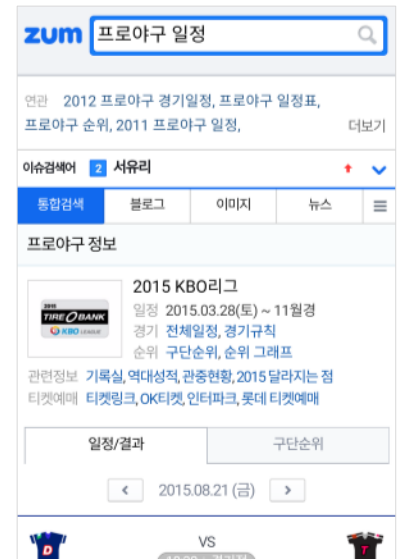 zum 프로야구 일정
연관 2012 프로야구 경기일정, 프로야구 일정표,
프로야구 순위, 2011 프로야구 일정, 더보기
이슈검색어 2 서유리
통합검색 블로그 이미지 뉴스
프로야구 정보
2015 KBO리그
2015
TIRE BANK
KBO LEAGUE
일정 2015.03.28(토) ~ 11월경
경기 전체일정, 경기규칙
순위 구단순위, 순위 그래프
관련정보 기록실, 역대성적, 관중현황, 2015 달라지는 점
티켓예매 티켓링크, OK티켓, 인터파크, 롯데 티켓예매
일정/결과 구단순위
2015.08.21 (금)
VS
D T